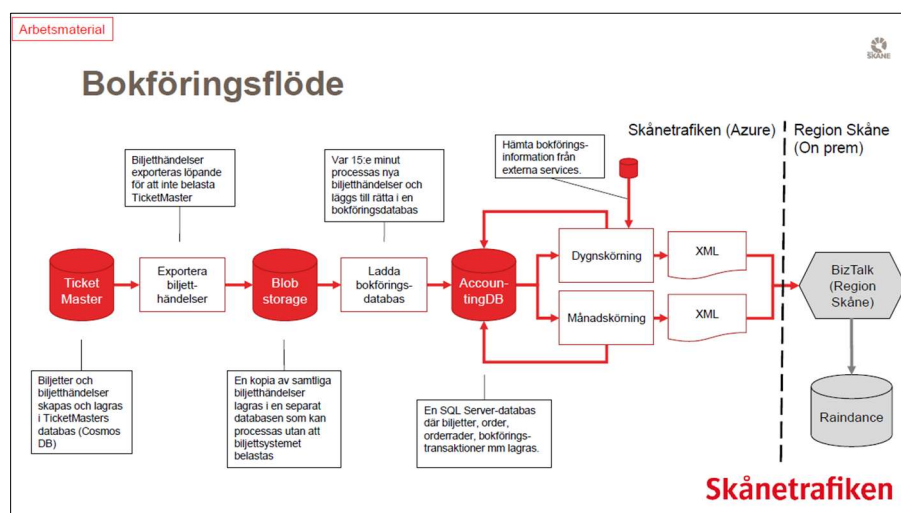 Arbetsmaterial
SKÅNE
Bokföringsflöde
Skånetrafiken (Azure)
Region Skåne
(On prem)
Biljetthändelser
exporteras löpande
för att inte belasta
TicketMaster
Var 15:e minut
processas nya
biljetthändelser och
läggs till rätta i en
bokföringsdatabas
Hämta bokförings-
information från
externa services.
Ticket
Master
Exportera
biljett-
händelser
Blob
storage
Ladda
bokförings-
databas
Accoun-
tingDB
Dygnskörning
XML
Månadskörning
XML
BizTalk
(Region
Skåne)
Raindance
Biljetter och
biljetthändelser
skapas och lagras
i TicketMasters
databas (Cosmos
DB)
En kopia av samtliga
biljetthändelser
lagras i en separat
databasen som kan
processas utan att
biljettsystemet
belastas
En SQL Server-databas
där biljetter, order,
orderrader, bokförings-
transaktioner mm lagras.
Skånetrafiken